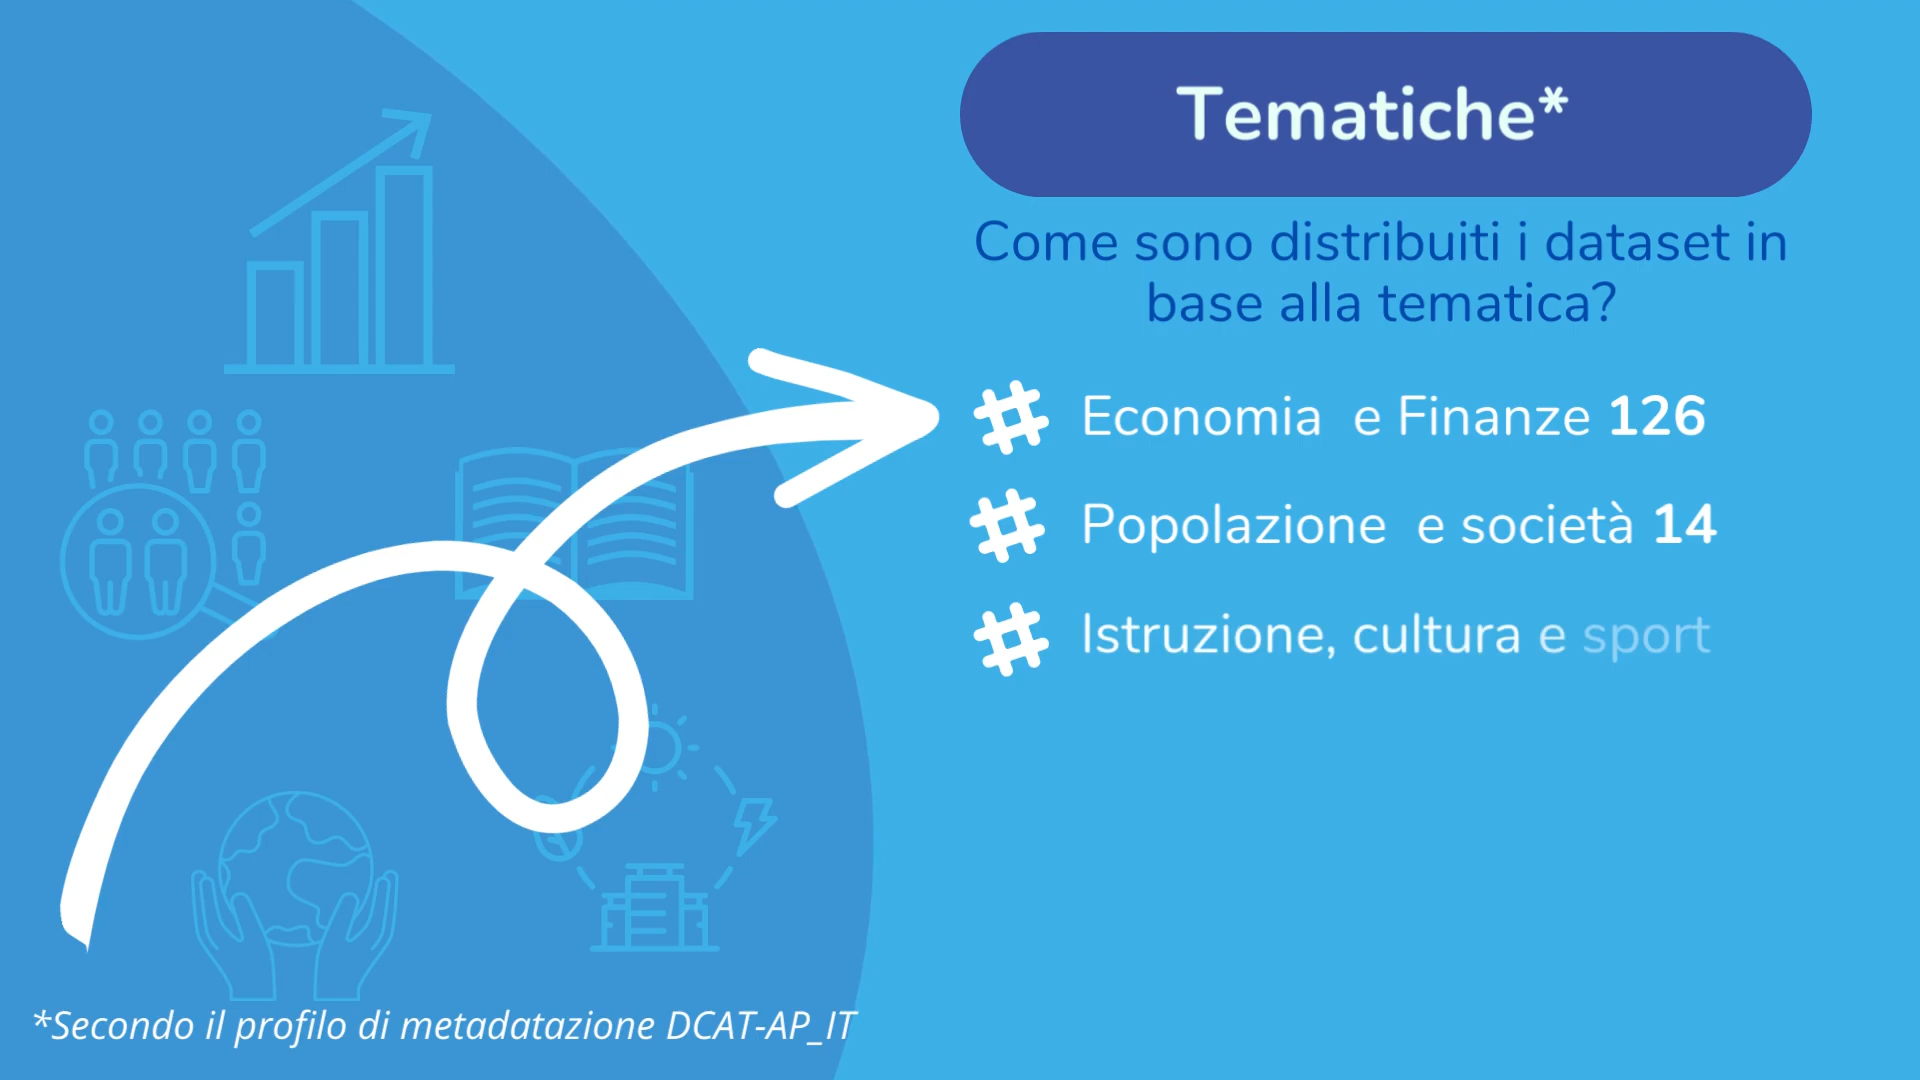 Tematiche*
Come sono distribuiti i dataset in
base alla tematica?
Economia e Finanze 126
Popolazione e società 14
Istruzione, cultura e sport
*Secondo il profilo di metadatazione DCAT-AP_IT